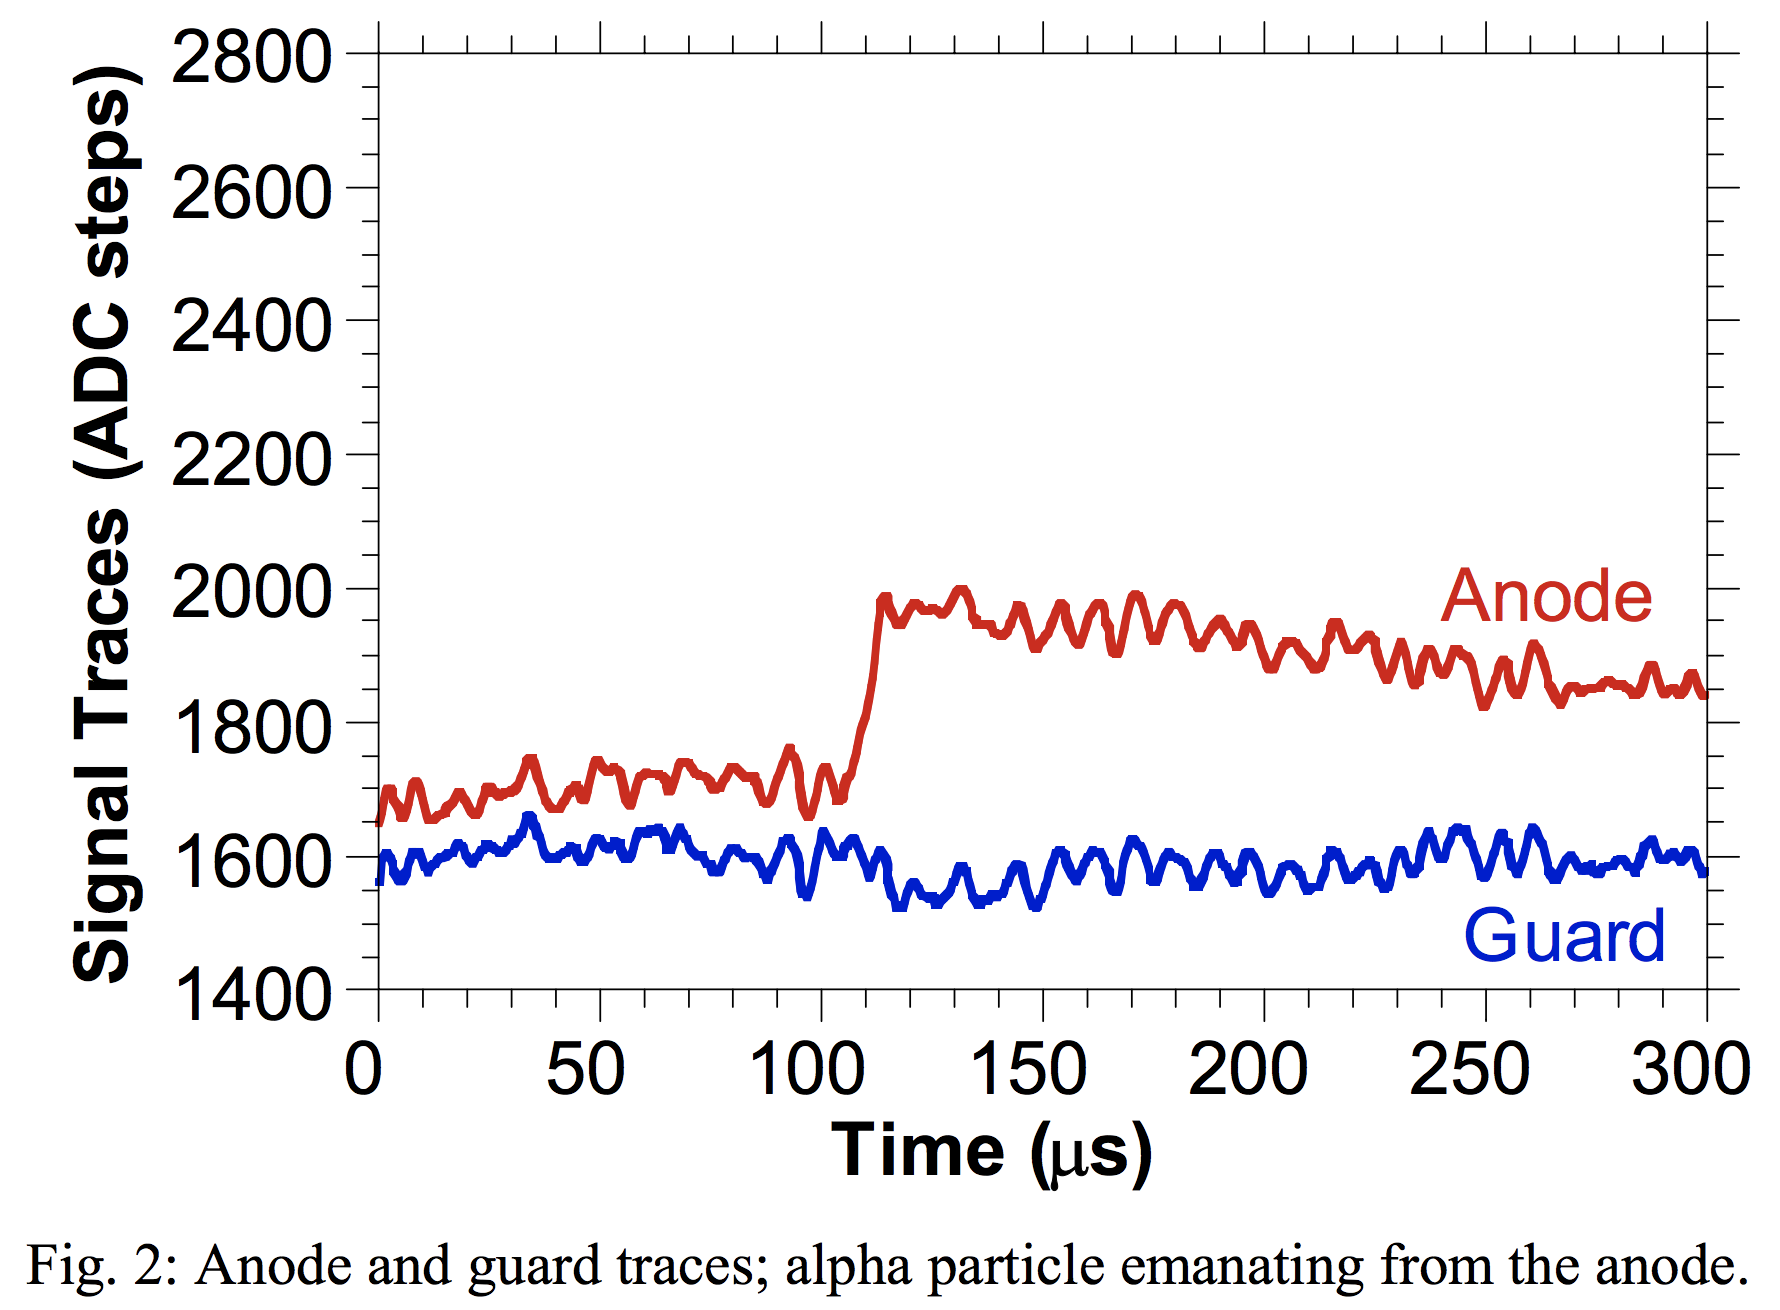 Signal Traces (ADC steps)
2800
2600
2400
2200
2000
1800
1600
1400
Anode
Guard
0 50 100 150 200 250 300
Time (μs)
Fig. 2: Anode and guard traces; alpha particle emanating from the anode.